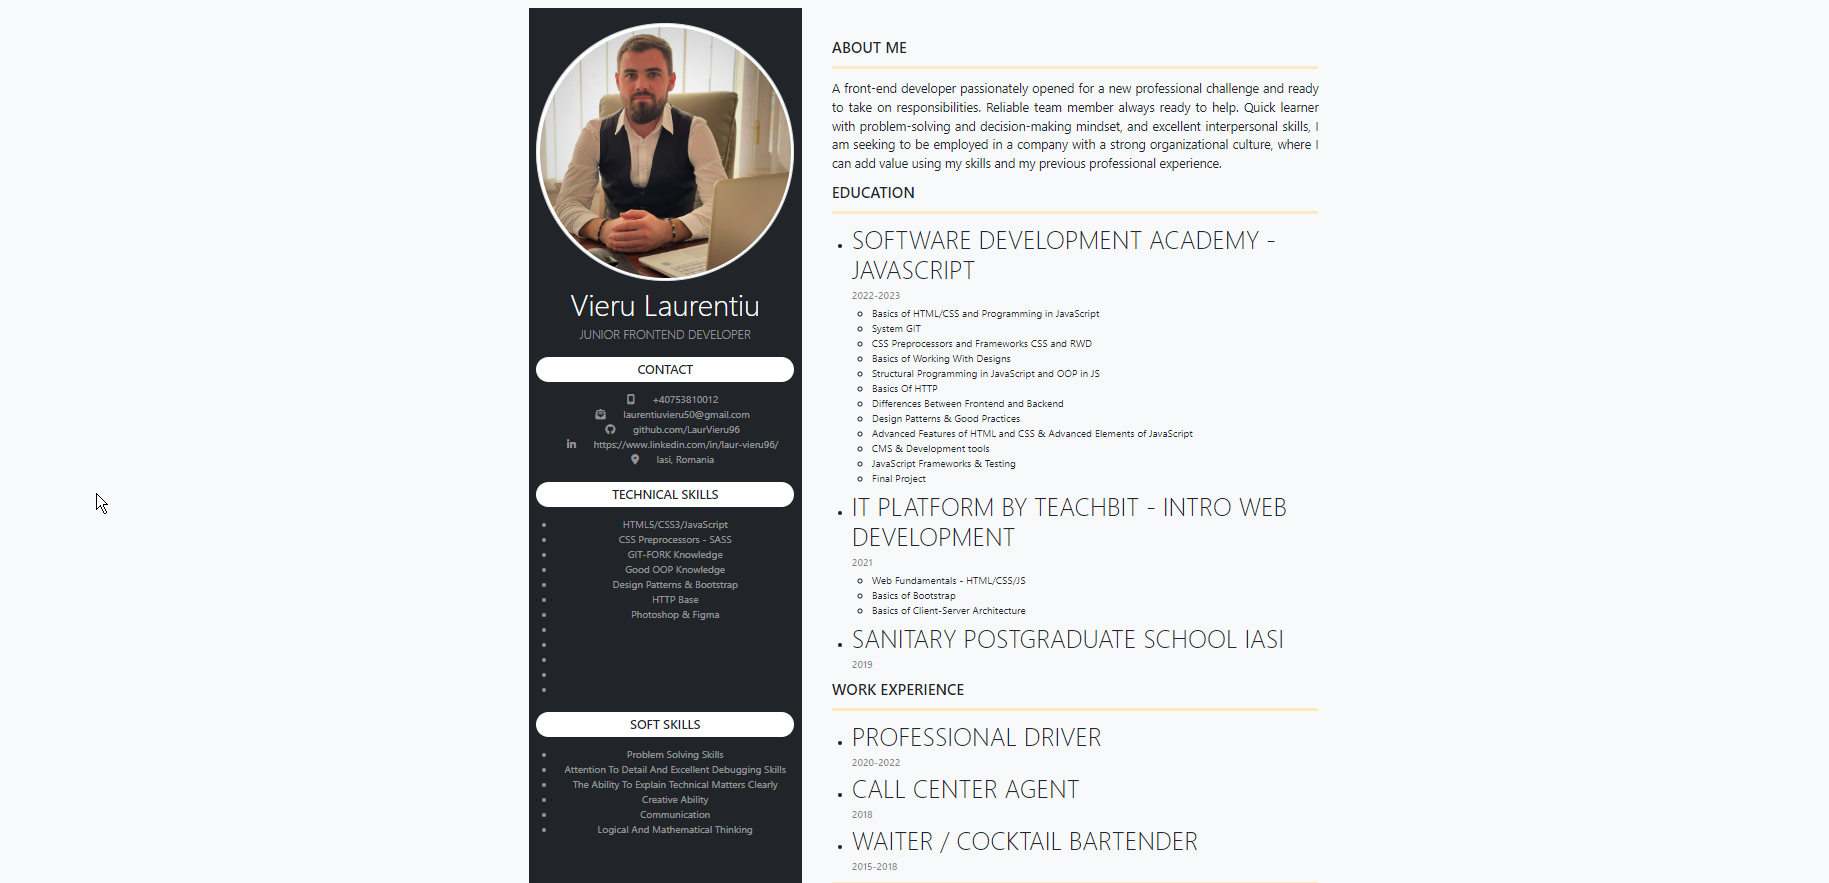 Vieru Laurentiu
JUNIOR FRONTEND DEVELOPER
CONTACT
+40753810012
laurentiuvieru50@gmail.com
github.com/LaurVieru96
https://www.linkedin.com/in/laur-vieru96/
Iasi, Romania
TECHNICAL SKILLS
HTML5/CSS3/JavaScript
CSS Preprocessors - SASS
GIT-FORK Knowledge
Good OOP Knowledge
Design Patterns & Bootstrap
HTTP Base
Photoshop & Figma
SOFT SKILLS
Problem Solving Skills
Attention To Detail And Excellent Debugging Skills
The Ability To Explain Technical Matters Clearly
Creative Ability
Communication
Logical And Mathematical Thinking
ABOUT ME
A front-end developer passionately opened for a new professional challenge and ready
to take on responsibilities. Reliable team member always ready to help. Quick learner
with problem-solving and decision-making mindset, and excellent interpersonal skills, I
am seeking to be employed in a company with a strong organizational culture, where I
can add value using my skills and my previous professional experience.
EDUCATION
SOFTWARE DEVELOPMENT ACADEMY -
JAVASCRIPT
2022-2023
Basics of HTML/CSS and Programming in JavaScript
System GIT
CSS Preprocessors and Frameworks CSS and RWD
Basics of Working With Designs
Structural Programming in JavaScript and OOP in JS
Basics Of HTTP
Differences Between Frontend and Backend
Design Patterns & Good Practices
Advanced Features of HTML and CSS & Advanced Elements of JavaScript
CMS & Development tools
JavaScript Frameworks & Testing
Final Project
IT PLATFORM BY TEACHBIT - INTRO WEB
DEVELOPMENT
2021
Web Fundamentals - HTML/CSS/JS
Basics of Bootstrap
Basics of Client-Server Architecture
SANITARY POSTGRADUATE SCHOOL IASI
2019
WORK EXPERIENCE
PROFESSIONAL DRIVER
2020-2022
CALL CENTER AGENT
2018
WAITER / COCKTAIL BARTENDER
2015-2018